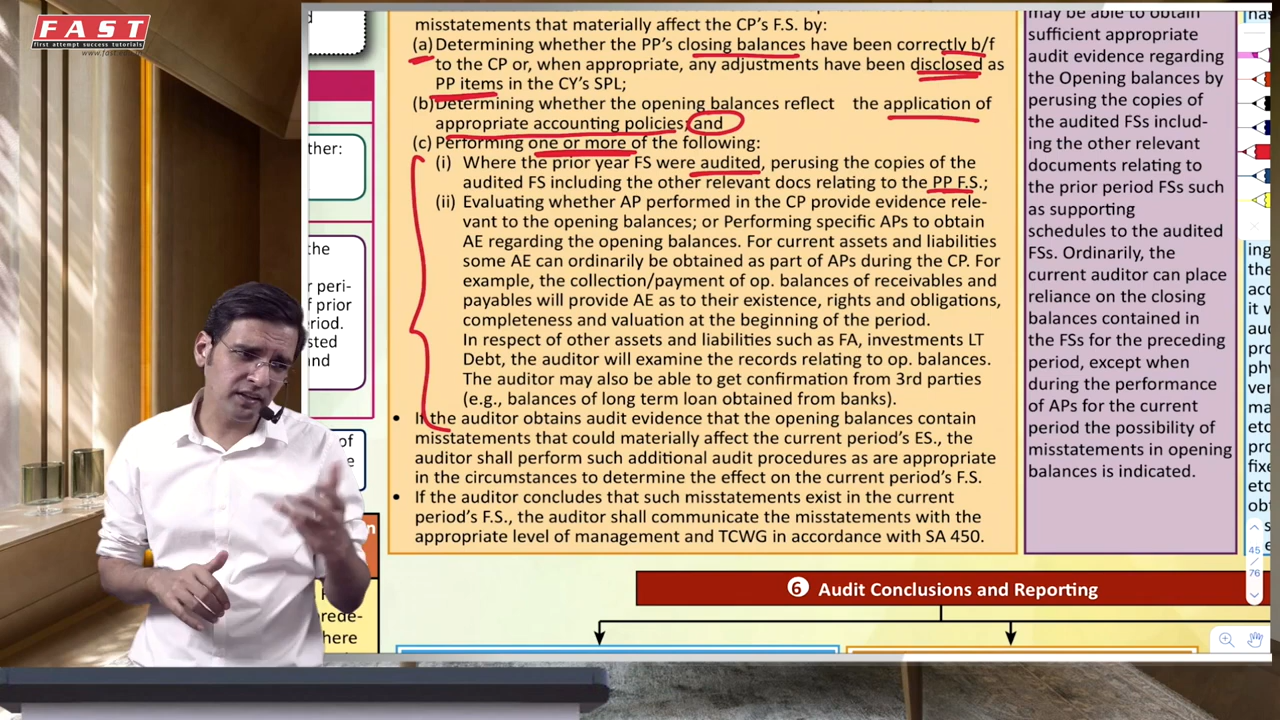 FAST
first attempt success tutorials
www.fast
misstatements that materially affect the CP's F.S. by:
(a) Determining whether the PP's closing balances have been correctly b/f
to the CP or, when appropriate, any adjustments have been disclosed as
PP items in the CY's SPL;
(b) Determining whether the opening balances reflect the application of
appropriate accounting policies; and
(c) Performing one or more of the following:
(i) Where the prior year FS were audited, perusing the copies of the
audited FS including the other relevant docs relating to the PP F.S.;
(ii) Evaluating whether AP performed in the CP provide evidence rele-
vant to the opening balances; or Performing specific APs to obtain
AE regarding the opening balances. For current assets and liabilities
some AE can ordinarily be obtained as part of APs during the CP. For
example, the collection/payment of op. balances of receivables and
payables will provide AE as to their existence, rights and obligations,
completeness and valuation at the beginning of the period.
In respect of other assets and liabilities such as FA, investments LT
Debt, the auditor will examine the records relating to op. balances.
The auditor may also be able to get confirmation from 3rd parties
(e.g., balances of long term loan obtained from banks).
• If the auditor obtains audit evidence that the opening balances contain
misstatements that could materially affect the current period's ES., the
auditor shall perform such additional audit procedures as are appropriate
in the circumstances to determine the effect on the current period's F.S.
• If the auditor concludes that such misstatements exist in the current
period's F.S., the auditor shall communicate the misstatements with the
appropriate level of management and TCWG in accordance with SA 450.
may be able to obtain
sufficient appropriate
audit evidence regarding
the Opening balances by
perusing the copies of
the audited FSs includ-
ing the other relevant
documents relating to
the prior period FSs such
as supporting
schedules to the audited
FSs. Ordinarily, the
current auditor can place
reliance on the closing
balances contained in
the FSs for the preceding
period, except when
during the performance
of APs for the current
period the possibility of
misstatements in opening
balances is indicated.
6 Audit Conclusions and Reporting
45
76